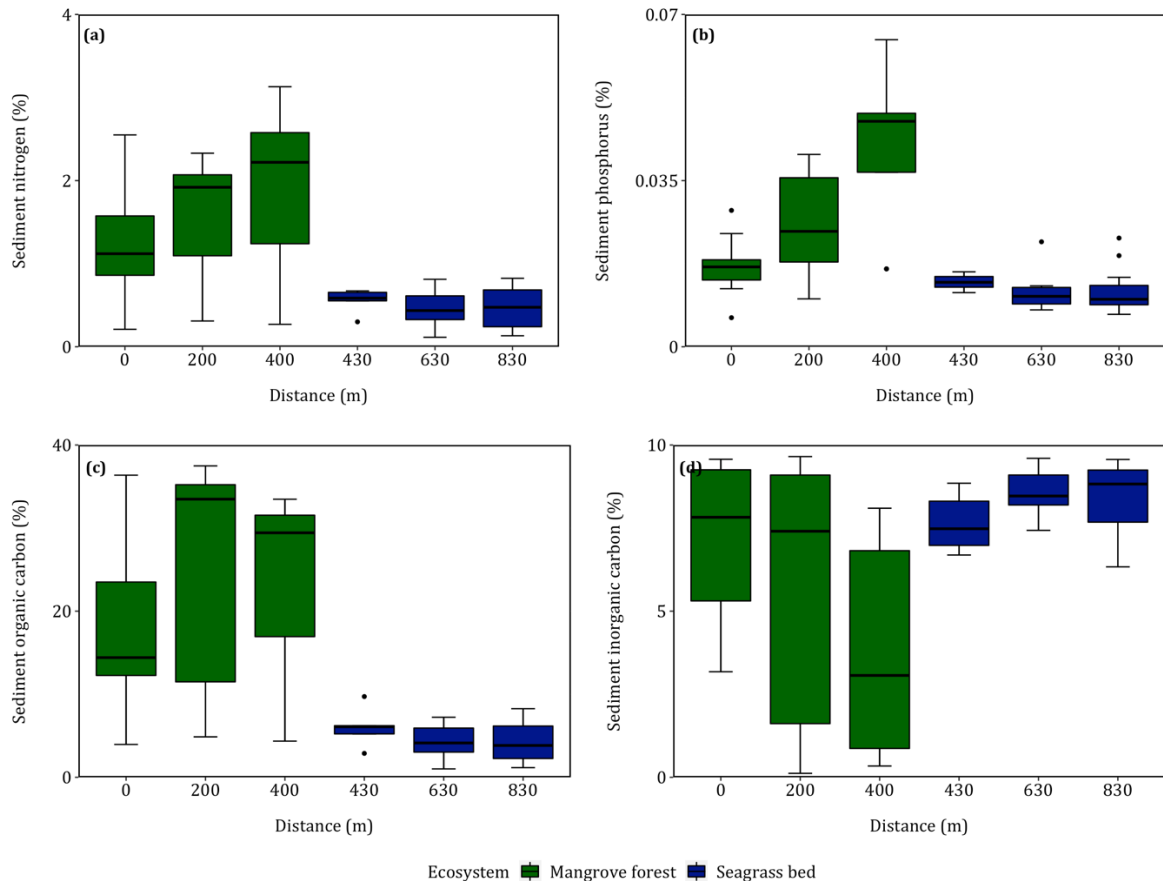 (a)
Sediment nitrogen (%)
4
2
0
0 200 400 430 630 830
Distance (m)
(b)
Sediment phosphorus (%)
0.07
0.035
0
0 200 400 430 630 830
Distance (m)
(c)
Sediment organic carbon (%)
40
20
0
0 200 400 430 630 830
Distance (m)
(d)
Sediment inorganic carbon (%)
10
5
0
0 200 400 430 630 830
Distance (m)
Ecosystem Mangrove forest Seagrass bed